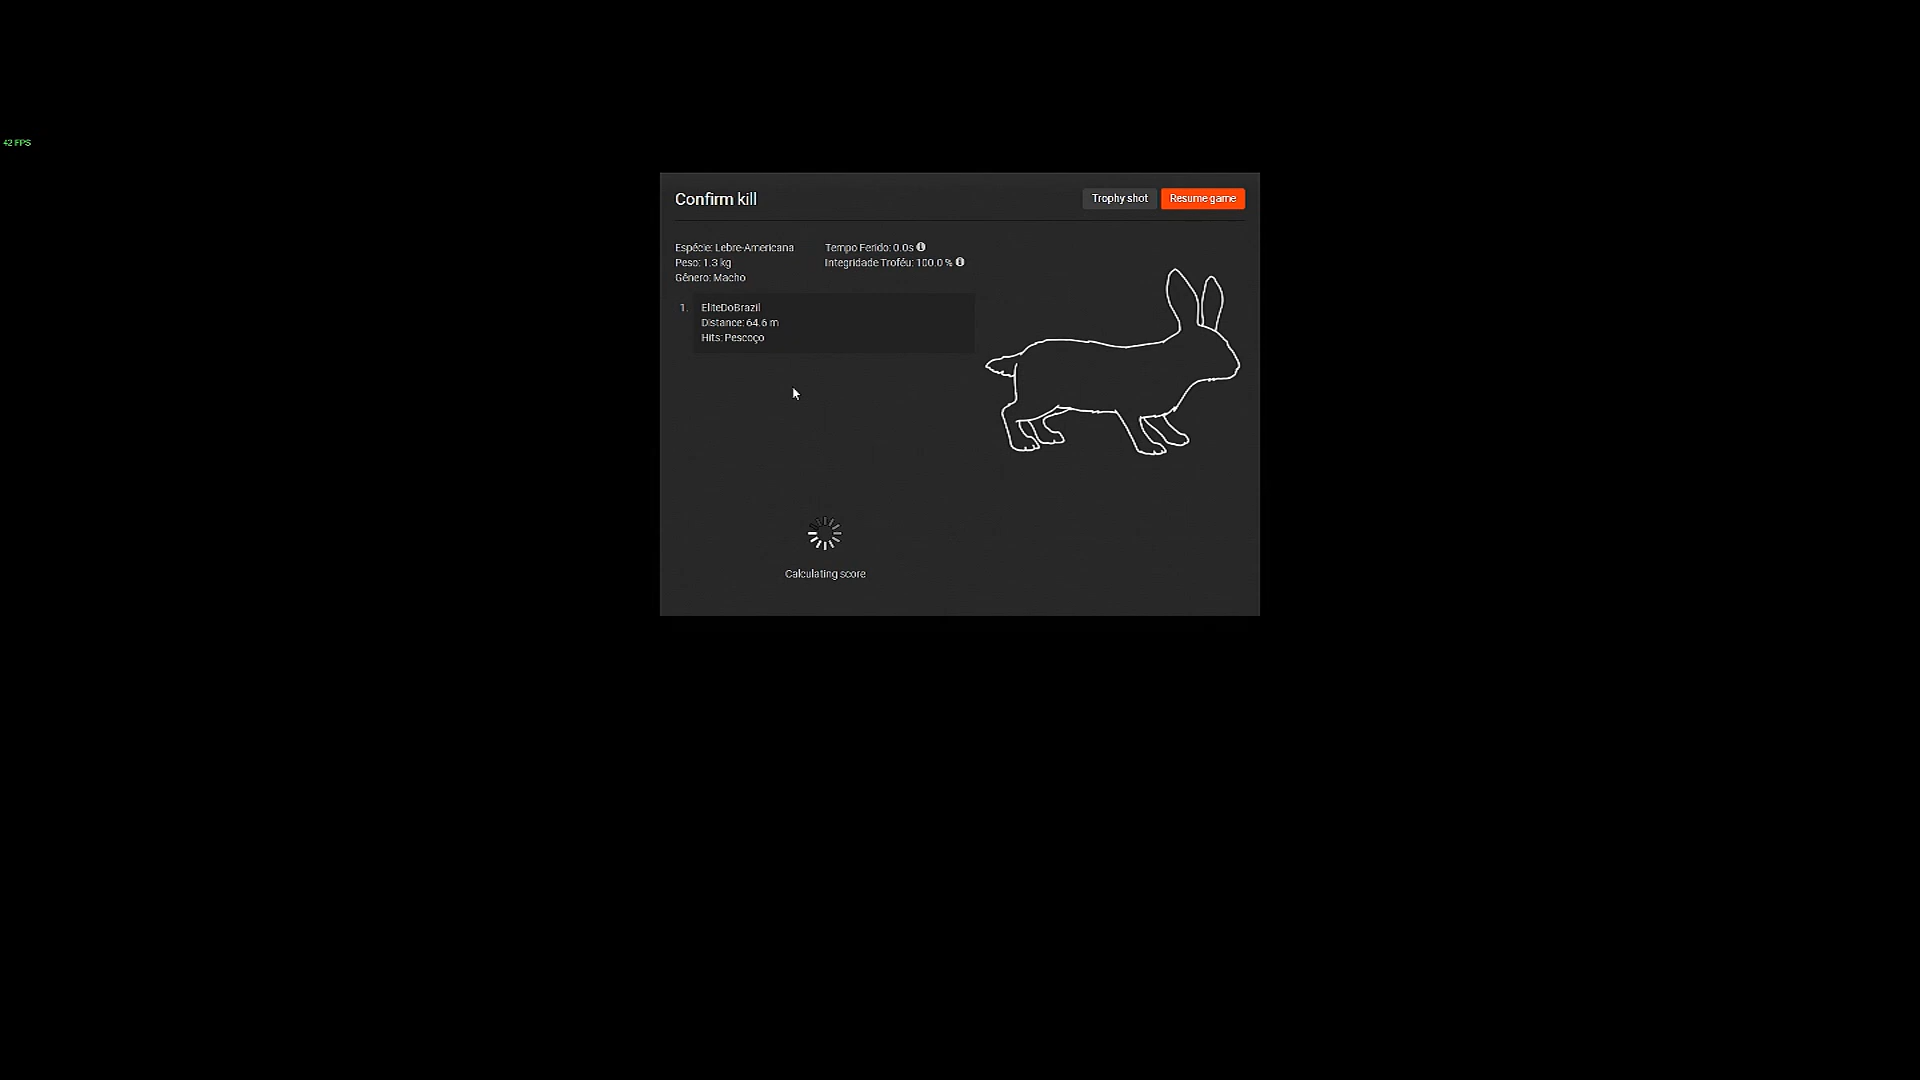 42 FPS
Confirm kill
Trophy shot
Resume game
Espécie: Lebre-Americana
Peso: 1.3 kg
Gênero: Macho
Tempo Ferido: 0.0s
Integridade Troféu: 100.0 %
1.
EliteDoBrazil
Distance: 64.6 m
Hits: Pescoço
Calculating score